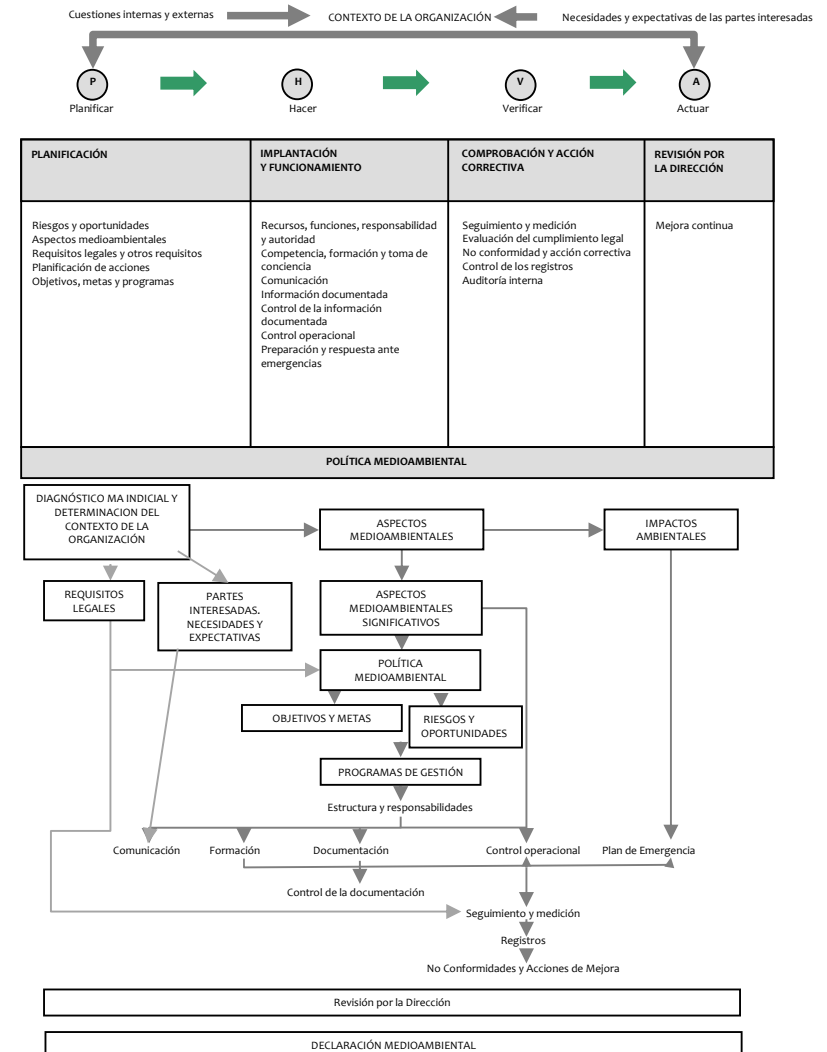 Cuestiones internas y externas
CONTEXTO DE LA ORGANIZACIÓN
Necesidades y expectativas de las partes interesadas
P
H
V
A
Planificar
Hacer
Verificar
Actuar
PLANIFICACIÓN
IMPLANTACIÓN
Y FUNCIONAMIENTO
COMPROBACIÓN Y ACCIÓN
CORRECTIVA
REVISIÓN POR
LA DIRECCIÓN
Riesgos y oportunidades
Aspectos medioambientales
Requisitos legales y otros requisitos
Planificación de acciones
Objetivos, metas y programas
Recursos, funciones, responsabilidad
y autoridad
Competencia, formación y toma de
conciencia
Comunicación
Información documentada
Control de la información
documentada
Control operacional
Preparación y respuesta ante
emergencias
Seguimiento y medición
Evaluación del cumplimiento legal
No conformidad y acción correctiva
Control de los registros
Auditoría interna
Mejora continua
POLÍTICA MEDIOAMBIENTAL
DIAGNÓSTICO MA INDICIAL Y
DETERMINACION DEL
CONTEXTO DE LA
ORGANIZACIÓN
ASPECTOS
MEDIOAMBIENTALES
IMPACTOS
AMBIENTALES
REQUISITOS
LEGALES
PARTES
INTERESADAS.
NECESIDADES Y
EXPECTATIVAS
ASPECTOS
MEDIOAMBIENTALES
SIGNIFICATIVOS
POLÍTICA
MEDIOAMBIENTAL
OBJETIVOS Y METAS
RIESGOS Y
OPORTUNIDADES
PROGRAMAS DE GESTIÓN
Estructura y responsabilidades
Comunicación
Formación
Documentación
Control operacional
Plan de Emergencia
Control de la documentación
Seguimiento y medición
Registros
No Conformidades y Acciones de Mejora
Revisión por la Dirección
DECLARACIÓN MEDIOAMBIENTAL